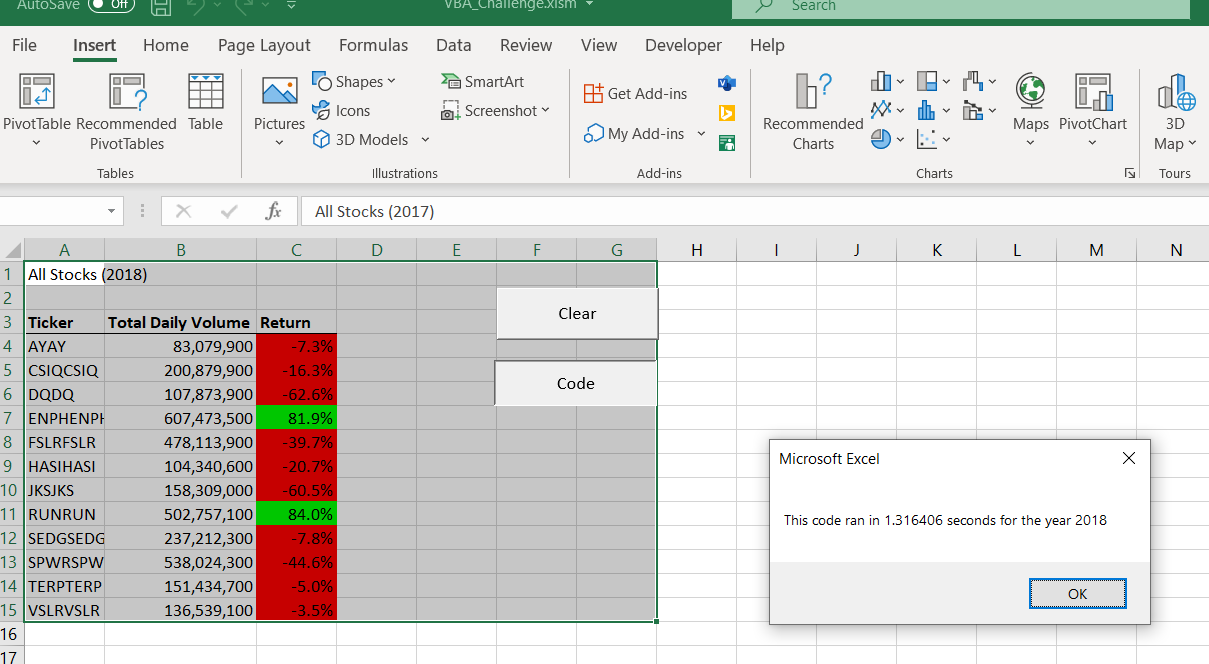 AutoSave Off VBA_Challenge.xlsm Search
File Insert Home Page Layout Formulas Data Review View Developer Help
PivotTable Recommended PivotTables Table
Tables
Pictures Shapes Icons 3D Models SmartArt Screenshot
Illustrations
Get Add-ins My Add-ins
Add-ins
Recommended Charts Maps PivotChart
Charts
3D Map
Tours
fx All Stocks (2017)
A B C D E F G H I J K L M N
1 All Stocks (2018)
2
3 Ticker Total Daily Volume Return
4 AYAY 83,079,900 -7.3%
5 CSIQCSIQ 200,879,900 -16.3%
6 DQDQ 107,873,900 -62.6%
7 ENPHENPH 607,473,500 81.9%
8 FSLRFSLR 478,113,900 -39.7%
9 HASIHASI 104,340,600 -20.7%
10 JKSJKS 158,309,000 -60.5%
11 RUNRUN 502,757,100 84.0%
12 SEDGSEDG 237,212,300 -7.8%
13 SPWRSPW 538,024,300 -44.6%
14 TERPTERP 151,434,700 -5.0%
15 VSLRVSLR 136,539,100 -3.5%
16
17
Clear
Code
Microsoft Excel
This code ran in 1.316406 seconds for the year 2018
OK